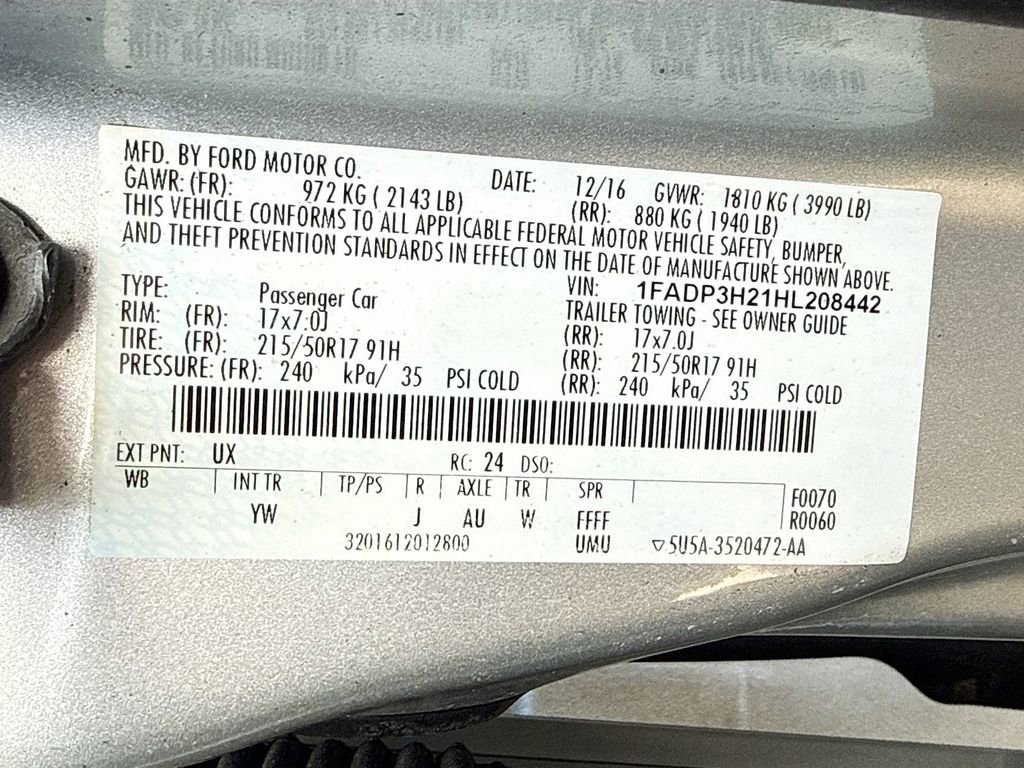 MFD. BY FORD MOTOR CO. DATE: 12/16 GVWR: 1810 KG ( 3990 LB)
GAWR: (FR): 972 KG ( 2143 LB) (RR): 880 KG ( 1940 LB)
THIS VEHICLE CONFORMS TO ALL APPLICABLE FEDERAL MOTOR VEHICLE SAFETY, BUMPER,
AND THEFT PREVENTION STANDARDS IN EFFECT ON THE DATE OF MANUFACTURE SHOWN ABOVE.
VIN: 1FADP3H21HL208442
TYPE: Passenger Car TRAILER TOWING - SEE OWNER GUIDE
RIM: (FR): 17x7.0J (RR): 17x7.0J
TIRE: (FR): 215/50R17 91H (RR): 215/50R17 91H
PRESSURE: (FR): 240 kPa/ 35 PSI COLD (RR): 240 kPa/ 35 PSI COLD
EXT PNT: UX RC: 24 DSO:
WB INT TR TP/PS R AXLE TR SPR F0070
YW J AU W FFFF R0060
3201612012800 UMU ▽5U5A-3520472-AA